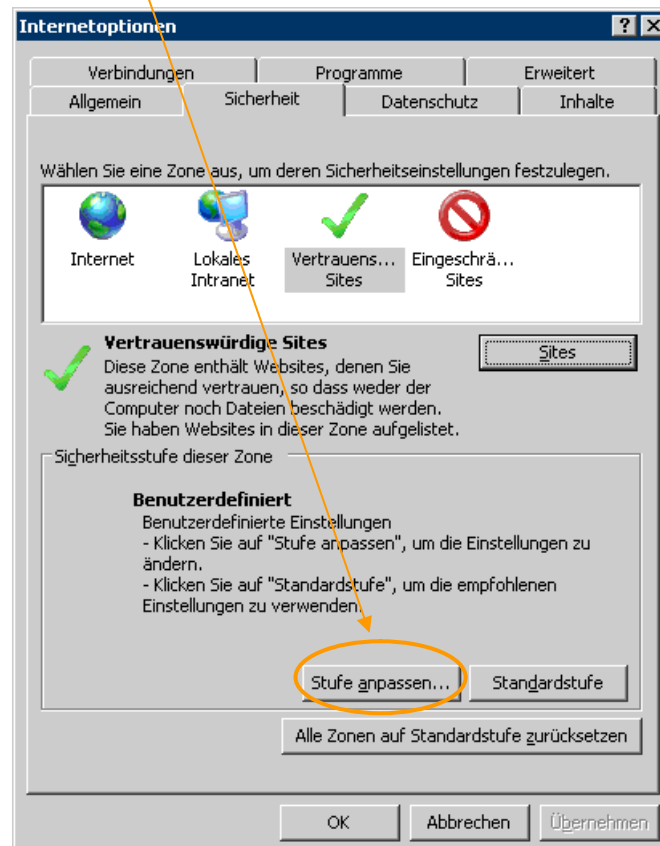 Internetoptionen
Verbindungen Programme Erweitert
Allgemein Sicherheit Datenschutz Inhalte
Wählen Sie eine Zone aus, um deren Sicherheitseinstellungen festzulegen.
Internet Lokales Vertrauens... Eingeschrä...
Intranet Sites Sites
Vertrauenswürdige Sites
Sites
Diese Zone enthält Websites, denen Sie
ausreichend vertrauen, so dass weder der
Computer noch Dateien beschädigt werden.
Sie haben Websites in dieser Zone aufgelistet.
Sicherheitsstufe dieser Zone
Benutzerdefiniert
Benutzerdefinierte Einstellungen
- Klicken Sie auf "Stufe anpassen", um die Einstellungen zu
ändern.
- Klicken Sie auf "Standardstufe", um die empfohlenen
Einstellungen zu verwenden.
Stufe anpassen... Standardstufe
Alle Zonen auf Standardstufe zurücksetzen
OK Abbrechen Übernehmen